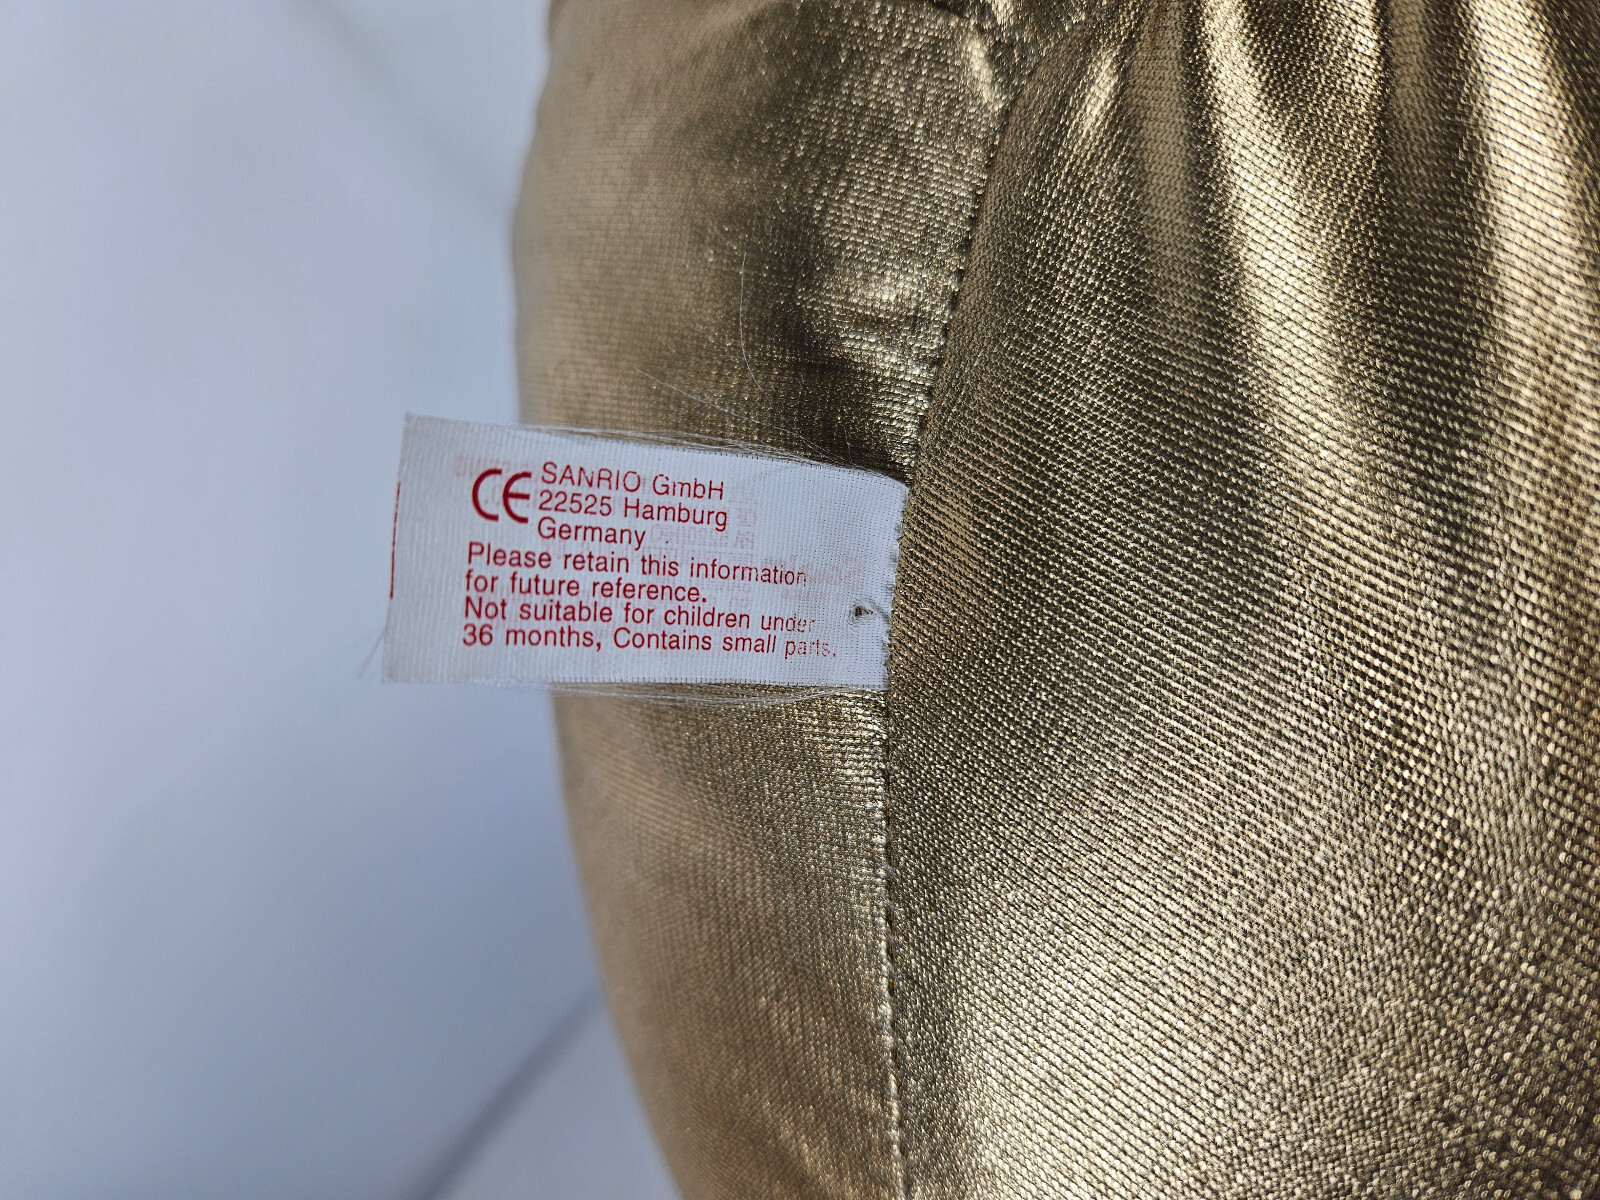 CE SANRIO GmbH
22525 Hamburg
Germany
Please retain this information
for future reference.
Not suitable for children under
36 months, Contains small parts.